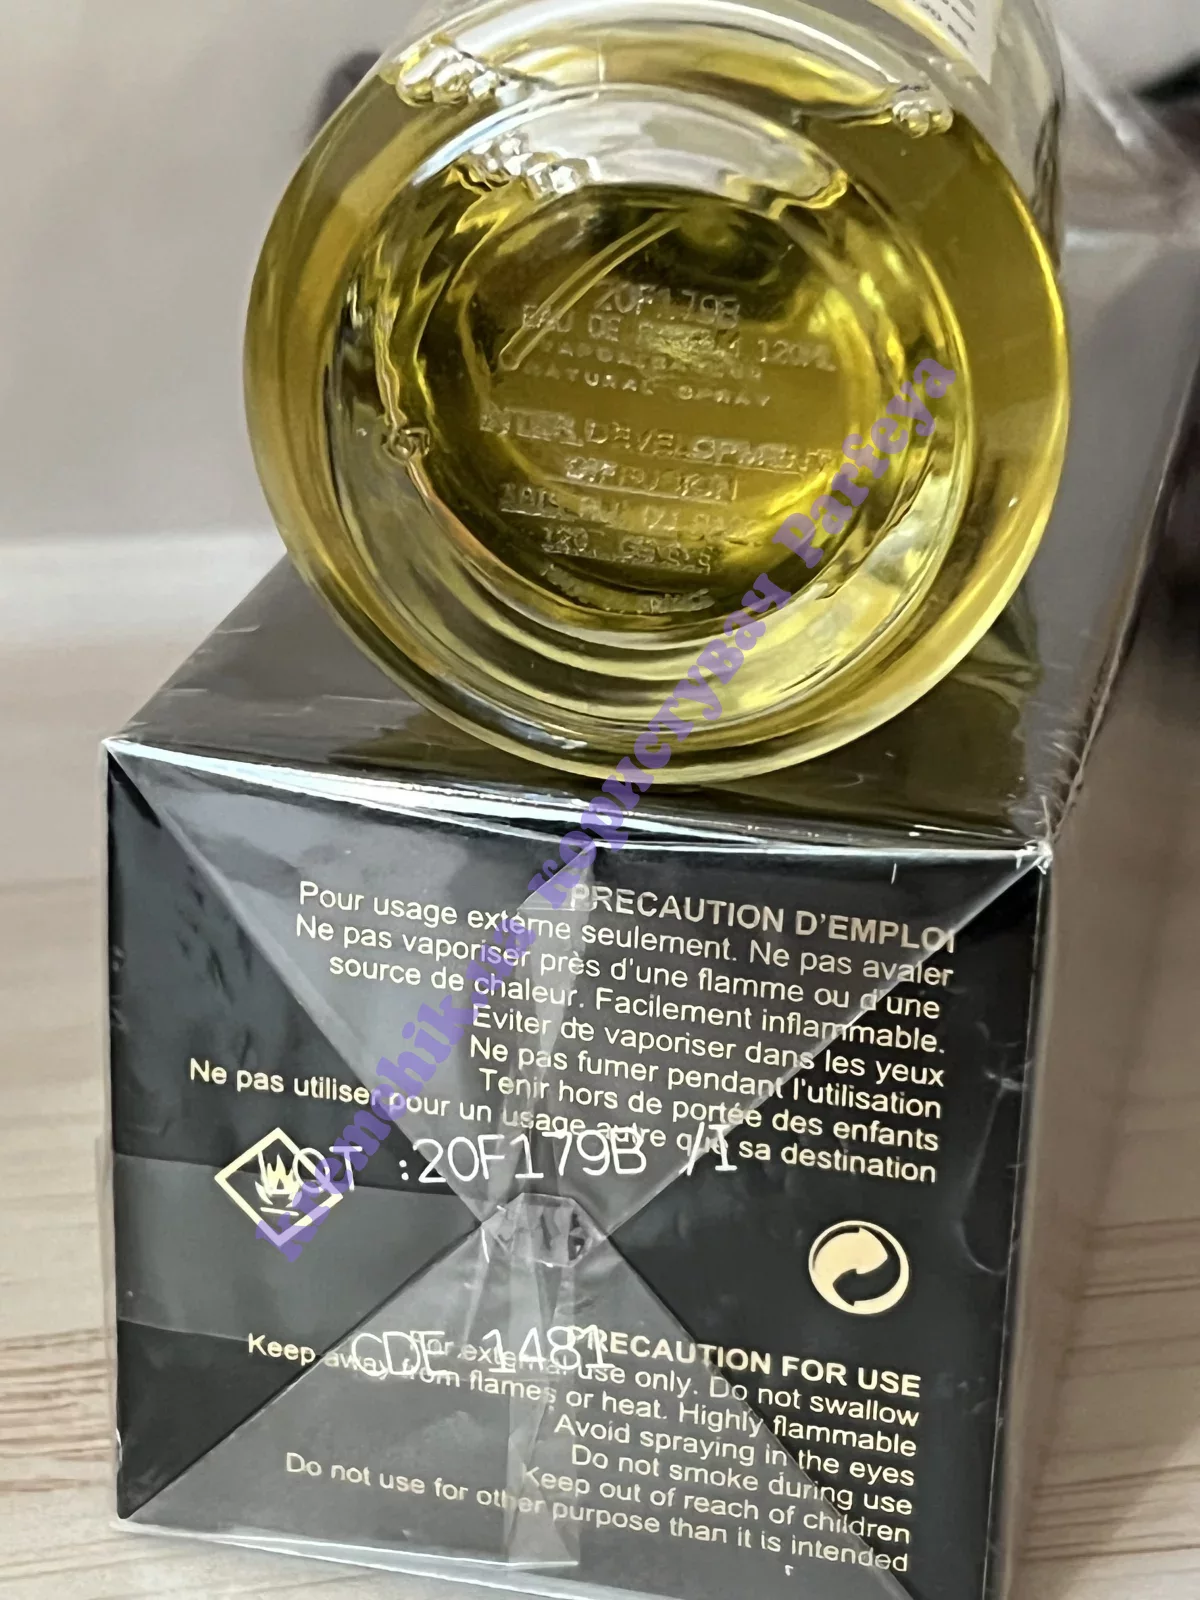 20F179B
EAU DE 120ML
NATURAL SPRAY
INTER DEVELOPMENT
DIFFUSION
PRECAUTION D'EMPLOI
Pour usage externe seulement. Ne pas avaler
Ne pas vaporiser près d'une flamme ou d'une
source de chaleur. Facilement inflammable.
Eviter de vaporiser dans les yeux
Ne pas fumer pendant l'utilisation
Tenir hors de portée des enfants
Ne pas utiliser pour un usage autre que sa destination
OT :20F179B /I
CDE 1481
PRECAUTION FOR USE
For external use only. Do not swallow
Keep away from flames or heat. Highly flammable
Avoid spraying in the eyes
Do not smoke during use
Keep out of reach of children
Do not use for other purpose than it is intended
Kremchik.ua користувач Parfeya